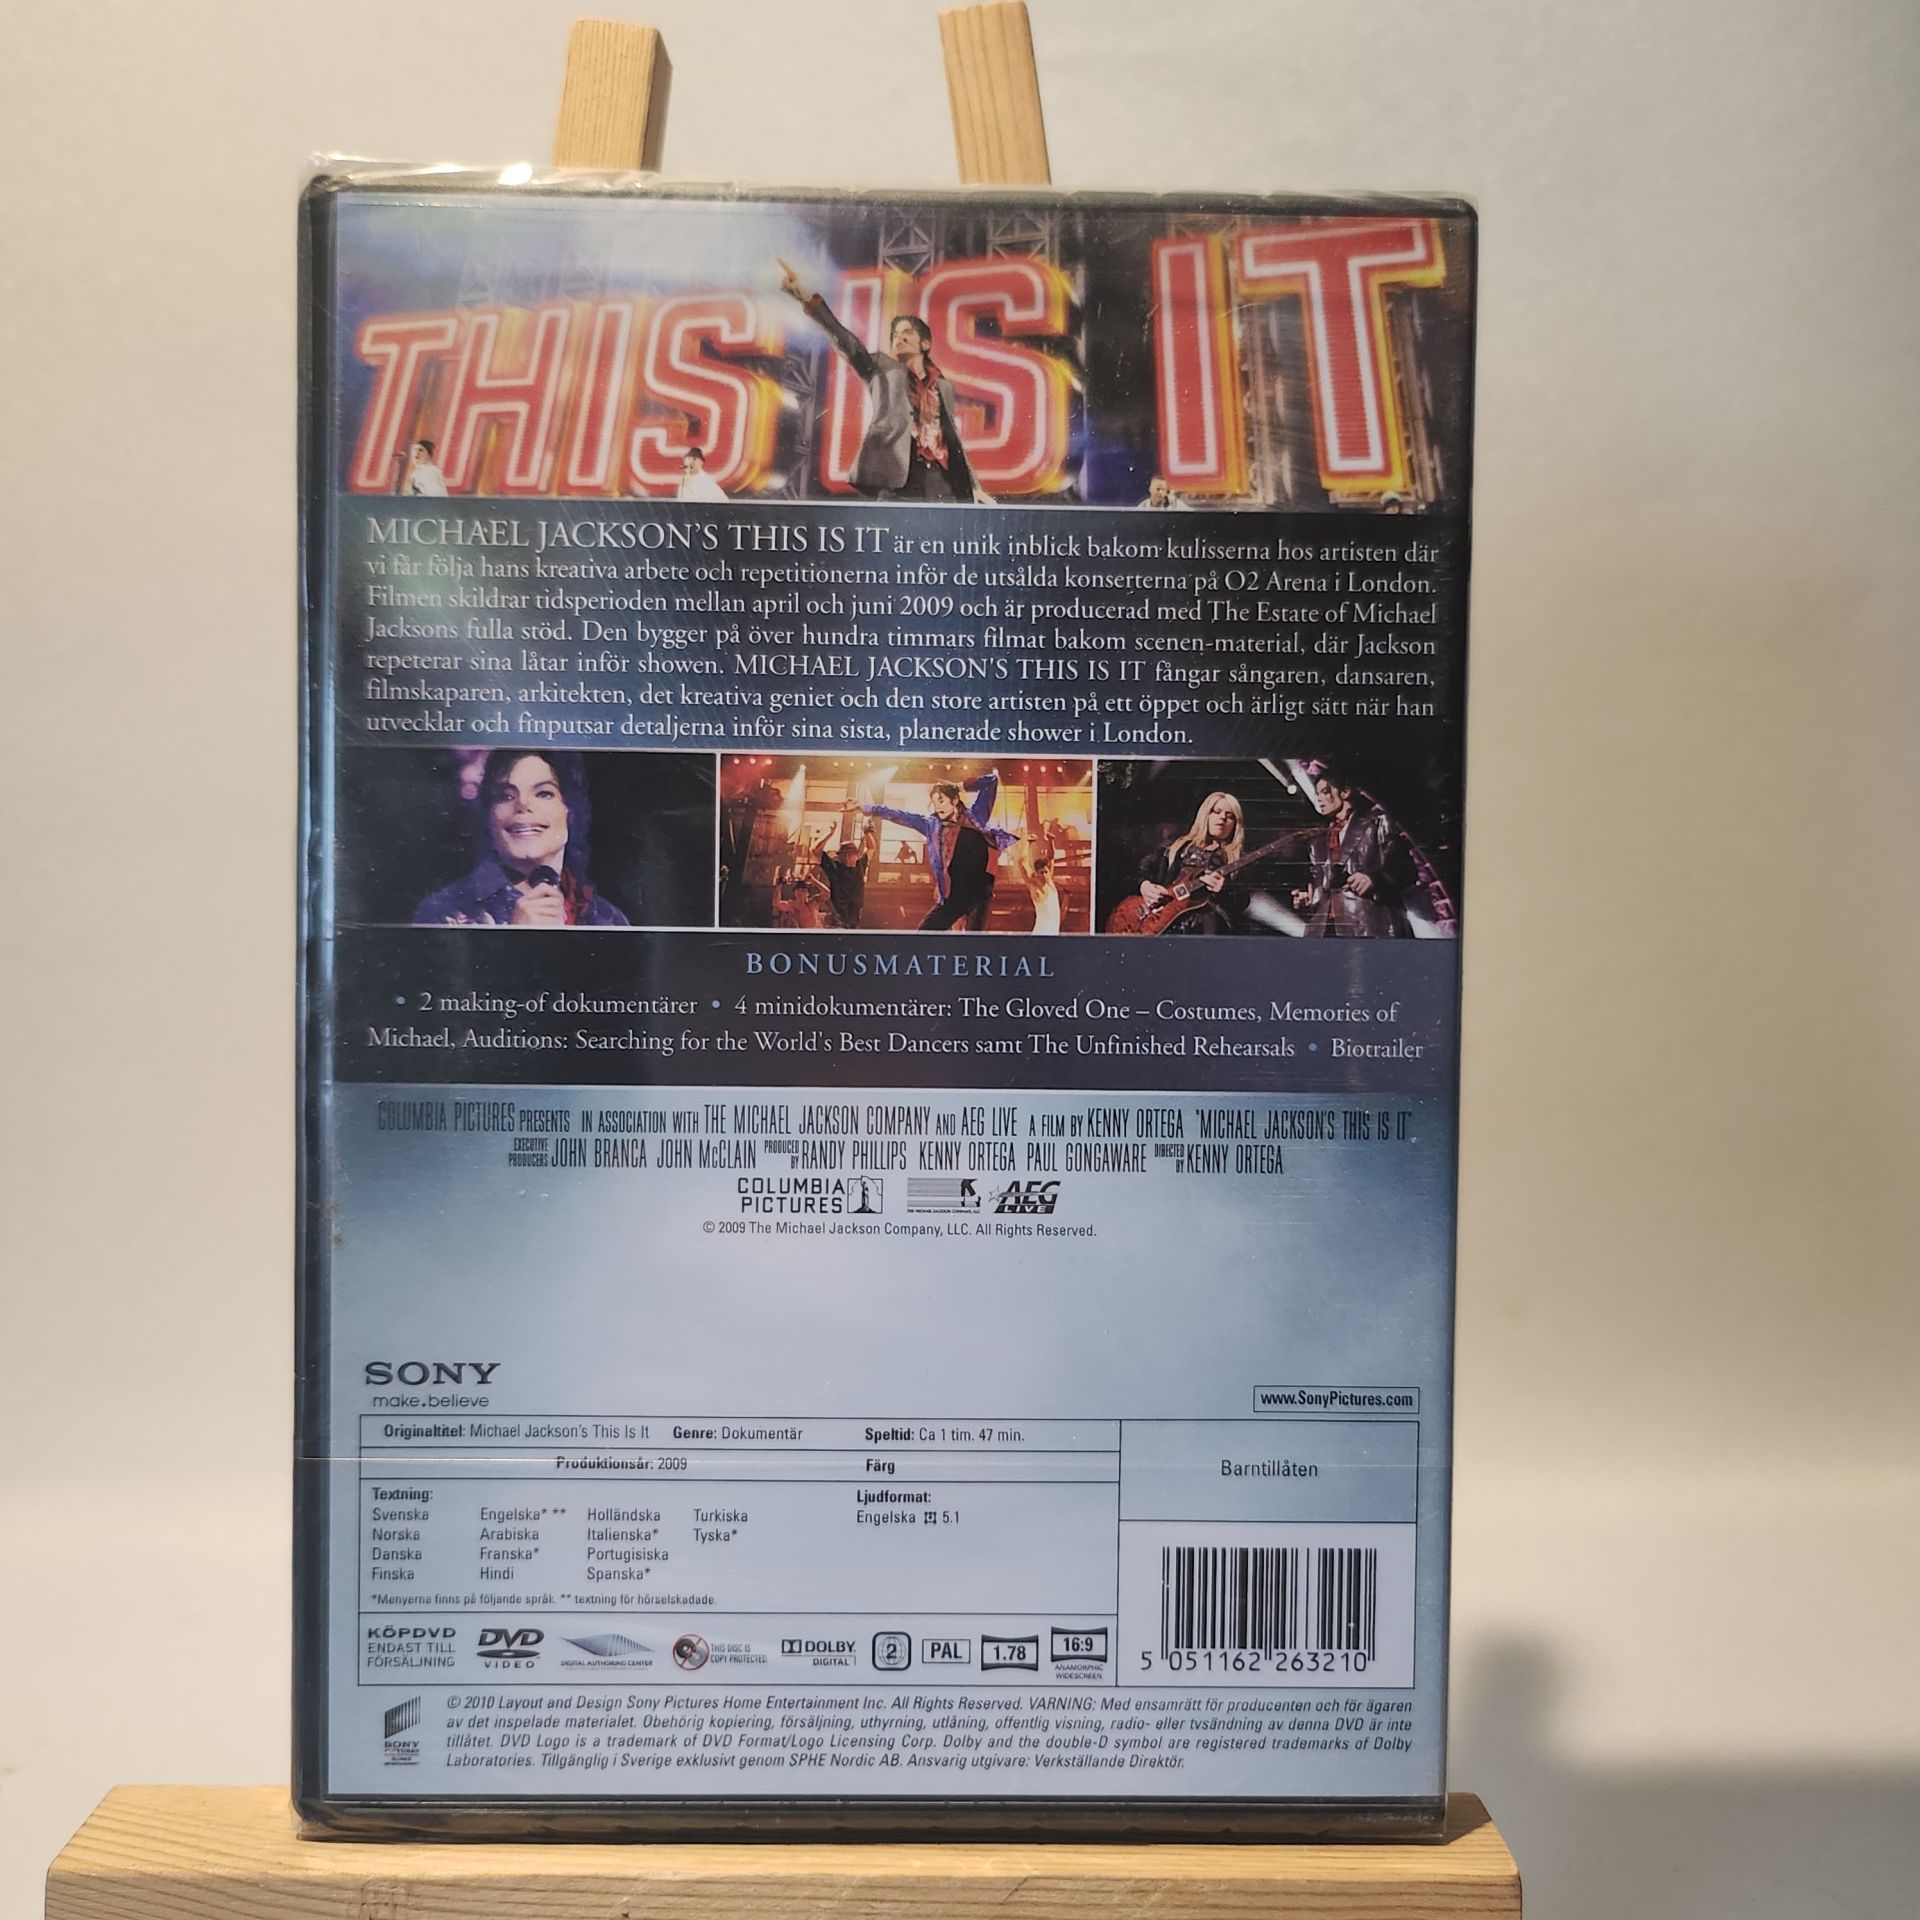 THIS IS IT
MICHAEL JACKSON'S THIS IS IT är en unik inblick bakom kulisserna hos artisten där
vi får följa hans kreativa arbete och repetitionerna inför de utsålda konserterna på O2 Arena i London.
Filmen skildrar tidsperioden mellan april och juni 2009 och är producerad med The Estate of Michael
Jacksons fulla stöd. Den bygger på över hundra timmars filmat bakom scenen-material, där Jackson
repeterar sina låtar inför showen. MICHAEL JACKSON'S THIS IS IT fångar sångaren, dansaren,
filmskaparen, arkitekten, det kreativa geniet och den store artisten på ett öppet och ärligt sätt när han
utvecklar och finputsar detaljerna inför sina sista, planerade shower i London.
BONUSMATERIAL
• 2 making-of dokumentärer • 4 minidokumentärer: The Gloved One – Costumes, Memories of
Michael, Auditions: Searching for the World's Best Dancers samt The Unfinished Rehearsals • Biotrailer
COLUMBIA PICTURES PRESENTS IN ASSOCIATION WITH THE MICHAEL JACKSON COMPANY AND AEG LIVE A FILM BY KENNY ORTEGA "MICHAEL JACKSON'S THIS IS IT"
EXECUTIVE PRODUCERS JOHN BRANCA JOHN McCLAIN PRODUCED BY RANDY PHILLIPS KENNY ORTEGA PAUL GONGAWARE DIRECTED BY KENNY ORTEGA
COLUMBIA PICTURES THE MICHAEL JACKSON COMPANY, LLC AEG LIVE
© 2009 The Michael Jackson Company, LLC. All Rights Reserved.
SONY
make.believe
www.SonyPictures.com
Originaltitel: Michael Jackson's This Is It Genre: Dokumentär Speltid: Ca 1 tim. 47 min.
Produktionsår: 2009 Färg
Barntillåten
Textning: Ljudformat:
Svenska Engelska* ** Holländska Turkiska Engelska 5.1
Norska Arabiska Italienska* Tyska*
Danska Franska* Portugisiska
Finska Hindi Spanska*
*Menyerna finns på följande språk. ** textning för hörselskadade.
KÖPDVD
ENDAST TILL
FÖRSÄLJNING
DVD VIDEO
DIGITAL AUTHORING CENTER
THIS DISC IS
COPY PROTECTED.
DOLBY DIGITAL
2
PAL
1.78
16:9
ANAMORPHIC
WIDESCREEN
5 051162 263210
SONY PICTURES
© 2010 Layout and Design Sony Pictures Home Entertainment Inc. All Rights Reserved. VARNING: Med ensamrätt för producenten och för ägaren
av det inspelade materialet. Obehörig kopiering, försäljning, uthyrning, utlåning, offentlig visning, radio- eller tvsändning av denna DVD är inte
tillåtet. DVD Logo is a trademark of DVD Format/Logo Licensing Corp. Dolby and the double-D symbol are registered trademarks of Dolby
Laboratories. Tillgänglig i Sverige exklusivt genom SPHE Nordic AB. Ansvarig utgivare: Verkställande Direktör.